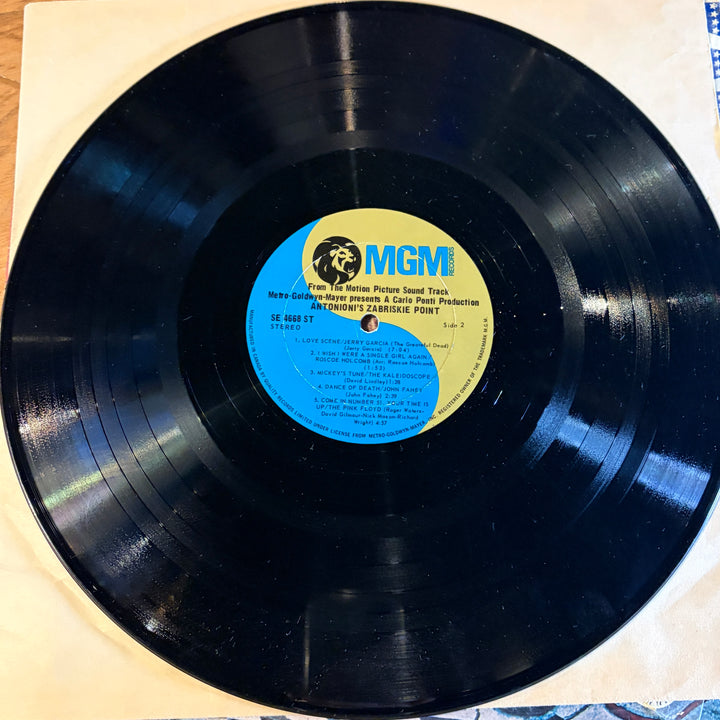 MGM
RECORDS
From The Motion Picture Sound Track
Metro-Goldwyn-Mayer presents A Carlo Ponti Production
ANTONIONI'S ZABRISKIE POINT
SE 4668 ST
STEREO
Side 2
1. LOVE SCENE/JERRY GARCIA (The Grateful Dead)
(Jerry Garcia) (7:04)
2. I WISH I WERE A SINGLE GIRL AGAIN/
ROSCOE HOLCOMB (Arr. Roscoe Holcomb)
(1:53)
3. MICKEY'S TUNE/THE KALEIDOSCOPE
(David Lindley) 1:38
4. DANCE OF DEATH/JOHN FAHEY
(John Fahey) 2:39
5. COME IN NUMBER 51, YOUR TIME IS
UP/THE PINK FLOYD (Roger Waters-
David Gilmour-Nick Mason-Richard
Wright) 4:57
MANUFACTURED IN CANADA BY QUALITY RECORDS LIMITED UNDER LICENSE FROM METRO-GOLDWYN-MAYER, INC. REGISTERED OWNER OF THE TRADEMARK M.G.M.